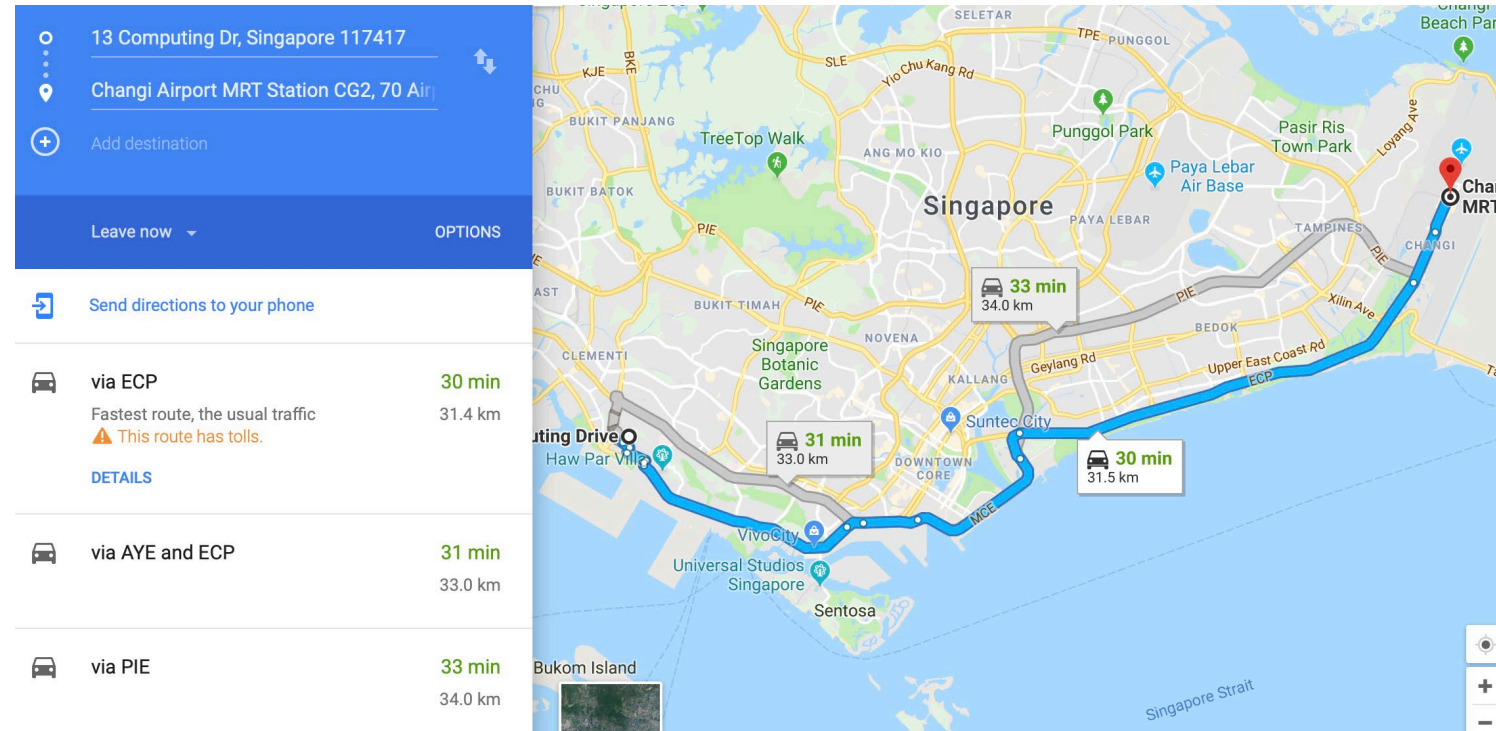 13 Computing Dr, Singapore 117417
Changi Airport MRT Station CG2, 70 Air
Add destination
Leave now
OPTIONS
Send directions to your phone
via ECP
30 min
Fastest route, the usual traffic
31.4 km
This route has tolls.
DETAILS
via AYE and ECP
31 min
33.0 km
via PIE
33 min
34.0 km
SELETAR
Beach Par
TPE
PUNGGOL
KJE
BKE
SLE
Yio Chu Kang Rd
BUKIT PANJANG
TreeTop Walk
Punggol Park
Pasir Ris
Town Park
Loyang Ave
ANG MO KIO
Paya Lebar
Air Base
BUKIT BATOK
Singapore
Cha
MRT
PAYA LEBAR
TAMPINES
PIE
PIE
CHANGI
33 min
34.0 km
PIE
BUKIT TIMAH
PIE
Xilin Ave
BEDOK
NOVENA
Singapore
Botanic
Gardens
CLEMENTI
Geylang Rd
Upper East Coast Rd
KALLANG
ECP
Suntec City
uting Drive
31 min
33.0 km
Haw Par Villa
DOWNTOWN
CORE
30 min
31.5 km
MCE
VivoCity
Universal Studios
Singapore
Sentosa
Bukom Island
Singapore Strait